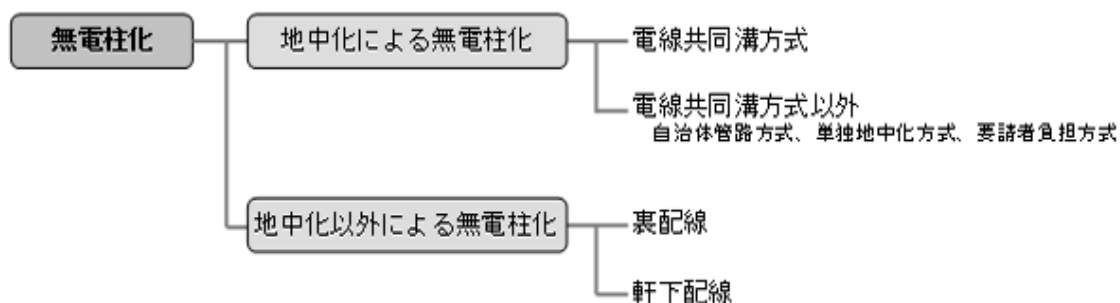 無電柱化
地中化による無電柱化
電線共同溝方式
電線共同溝方式以外
自治体管路方式、単独地中化方式、要請者負担方式
地中化以外による無電柱化
裏配線
軒下配線